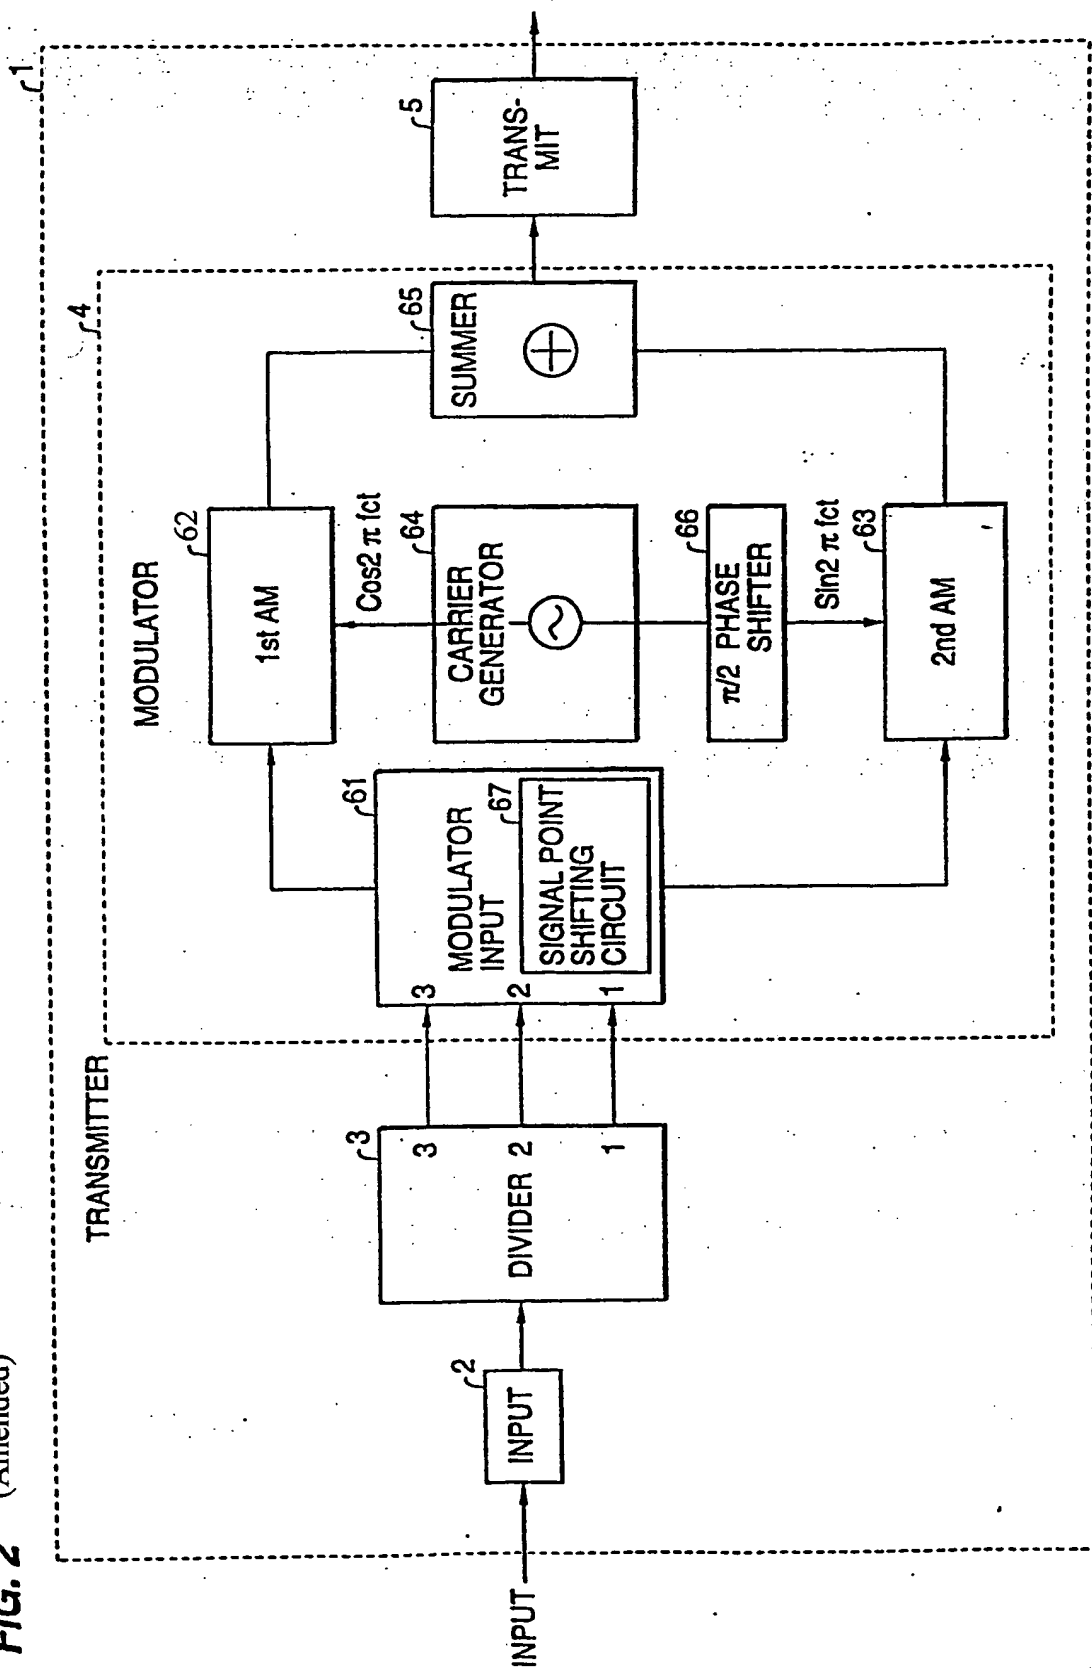 FIG. 2 (Amended)
1
TRANSMITTER
4
MODULATOR
INPUT
2
INPUT
3
DIVIDER
3
2
1
61
MODULATOR
INPUT
3
2
1
67
SIGNAL POINT
SHIFTING
CIRCUIT
62
1st AM
Cos2 π fct
64
CARRIER
GENERATOR
66
π/2 PHASE
SHIFTER
Sin2 π fct
63
2nd AM
65
SUMMER
5
TRANS-
MIT